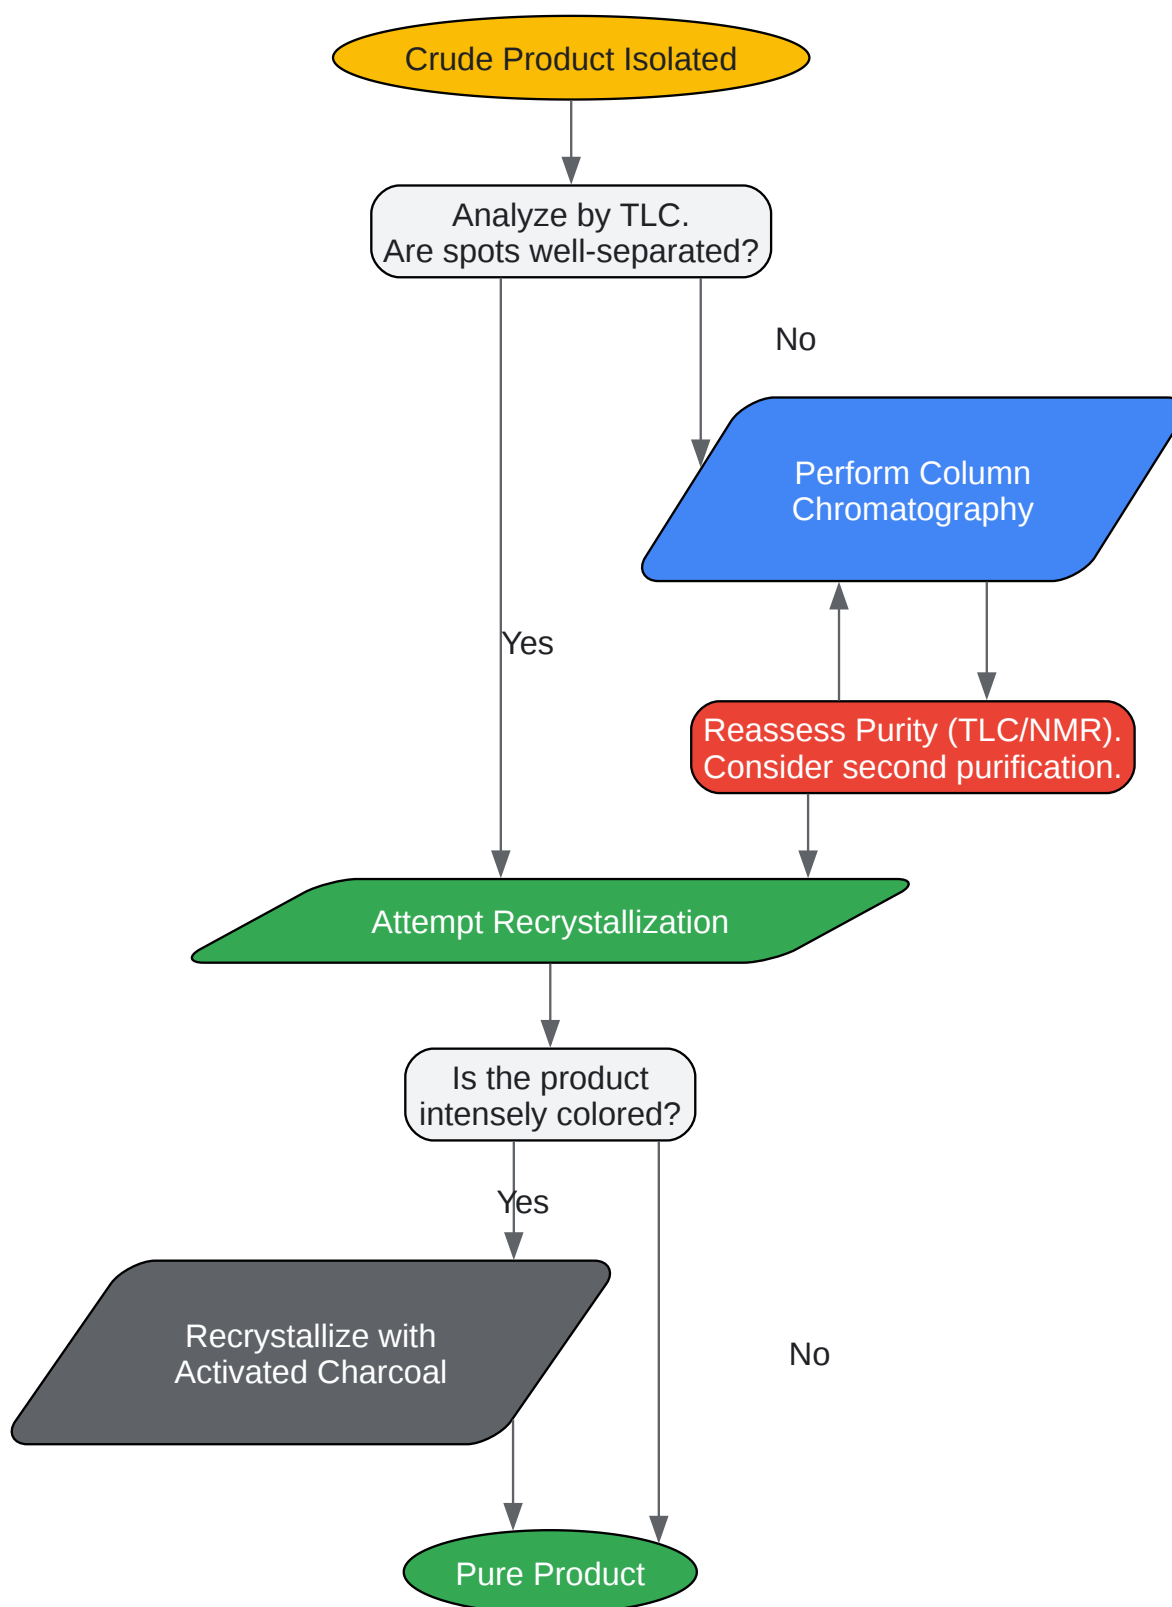 Crude Product Isolated
Analyze by TLC.
Are spots well-separated?
No
Perform Column
Chromatography
Yes
Reassess Purity (TLC/NMR).
Consider second purification.
Attempt Recrystallization
Is the product
intensely colored?
Yes
Recrystallize with
Activated Charcoal
No
Pure Product